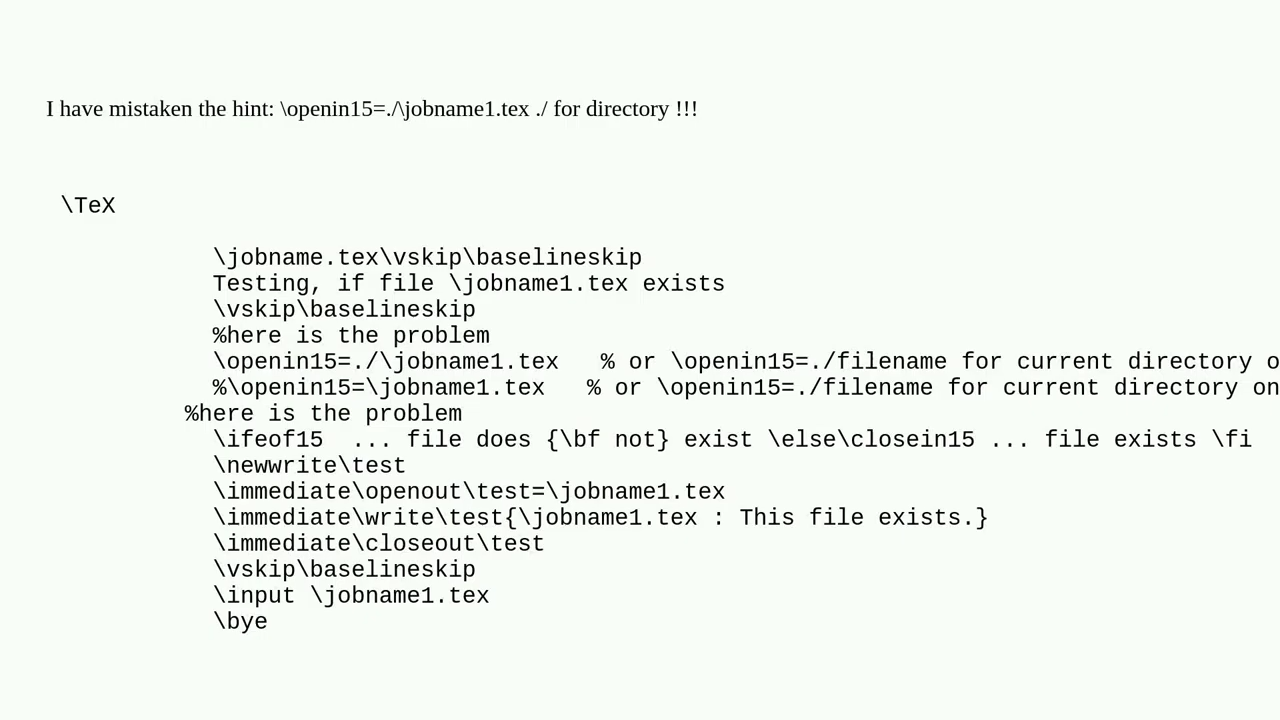 I have mistaken the hint: \openin15=./\jobname1.tex ./ for directory !!!
\TeX
\jobname.tex\vskip\baselineskip
Testing, if file \jobname1.tex exists
\vskip\baselineskip
%here is the problem
\openin15=./\jobname1.tex   % or \openin15=./filename for current directory o
%\openin15=\jobname1.tex   % or \openin15=./filename for current directory on
%here is the problem
\ifeof15  ... file does {\bf not} exist \else\closein15 ... file exists \fi
\newwrite\test
\immediate\openout\test=\jobname1.tex
\immediate\write\test{\jobname1.tex : This file exists.}
\immediate\closeout\test
\vskip\baselineskip
\input \jobname1.tex
\bye